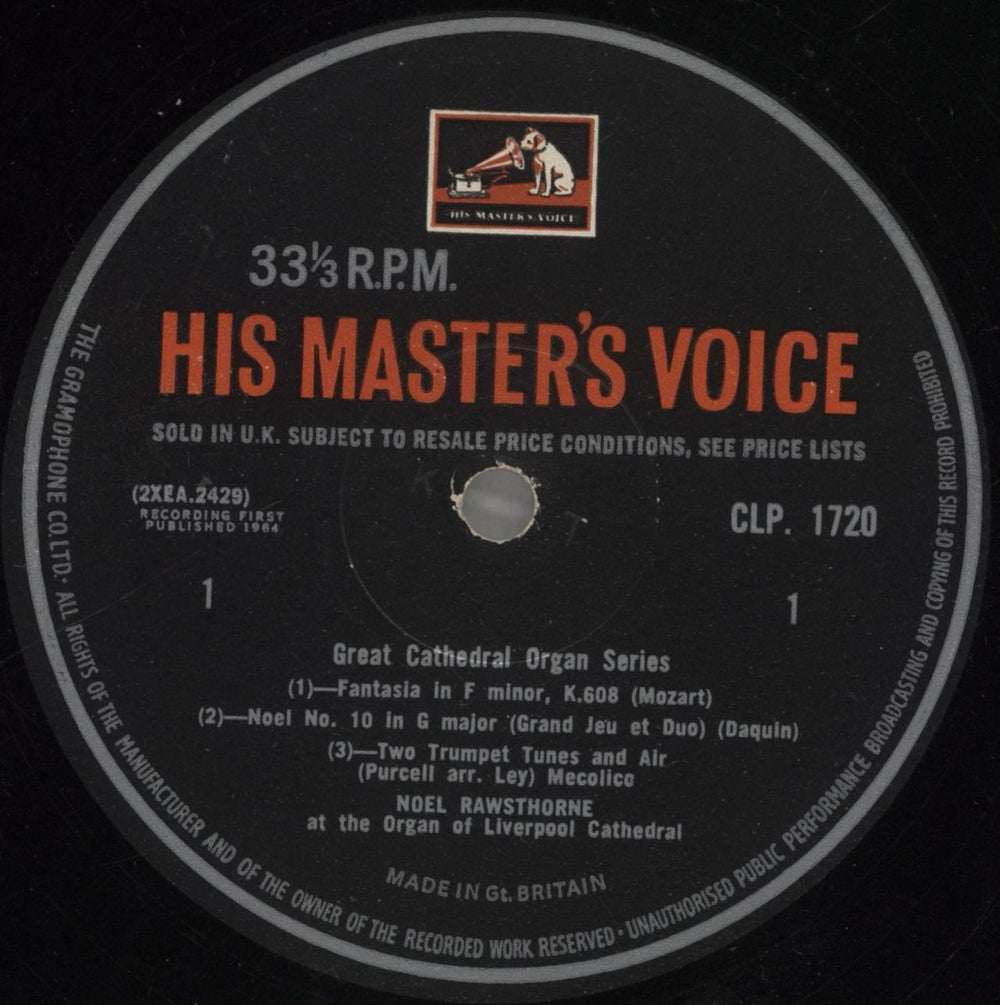 HIS MASTER'S VOICE
33⅓ R.P.M.
HIS MASTER'S VOICE
SOLD IN U.K. SUBJECT TO RESALE PRICE CONDITIONS, SEE PRICE LISTS
(2XEA.2429)
RECORDING FIRST
PUBLISHED 1964
CLP. 1720
1
1
Great Cathedral Organ Series
(1)—Fantasia in F minor, K.608 (Mozart)
(2)—Noel No. 10 in G major (Grand Jeu et Duo) (Daquin)
(3)—Two Trumpet Tunes and Air
(Purcell arr. Ley) Mecolico
NOEL RAWSTHORNE
at the Organ of Liverpool Cathedral
MADE IN Gt. BRITAIN
THE GRAMOPHONE CO. LTD. · ALL RIGHTS OF THE MANUFACTURER AND OF THE OWNER OF THE RECORDED WORK RESERVED · UNAUTHORISED PUBLIC PERFORMANCE BROADCASTING AND COPYING OF THIS RECORD PROHIBITED
K
T